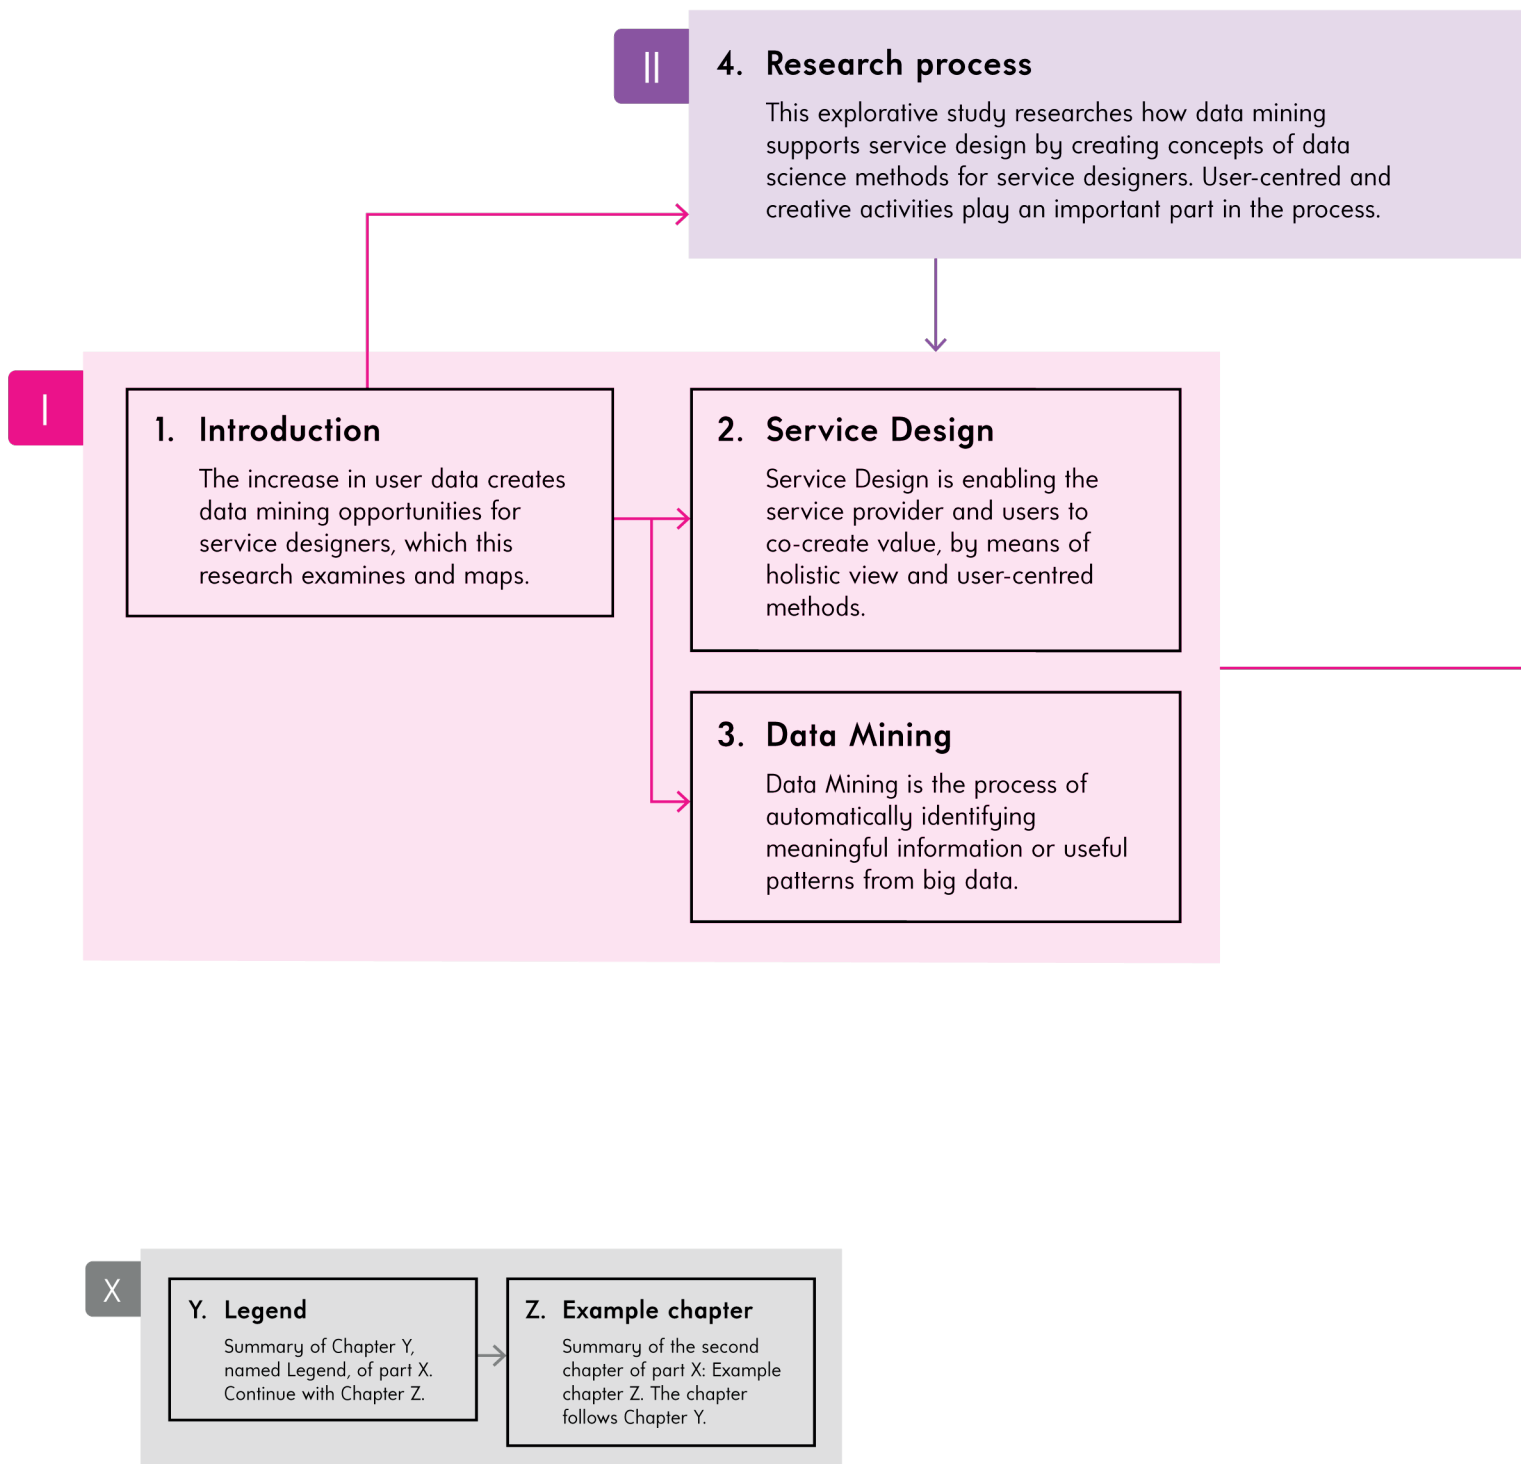 II
4. Research process
This explorative study researches how data mining
supports service design by creating concepts of data
science methods for service designers. User-centred and
creative activities play an important part in the process.
I
1. Introduction
The increase in user data creates
data mining opportunities for
service designers, which this
research examines and maps.
2. Service Design
Service Design is enabling the
service provider and users to
co-create value, by means of
holistic view and user-centred
methods.
3. Data Mining
Data Mining is the process of
automatically identifying
meaningful information or useful
patterns from big data.
X
Y. Legend
Summary of Chapter Y,
named Legend, of part X.
Continue with Chapter Z.
Z. Example chapter
Summary of the second
chapter of part X: Example
chapter Z. The chapter
follows Chapter Y.